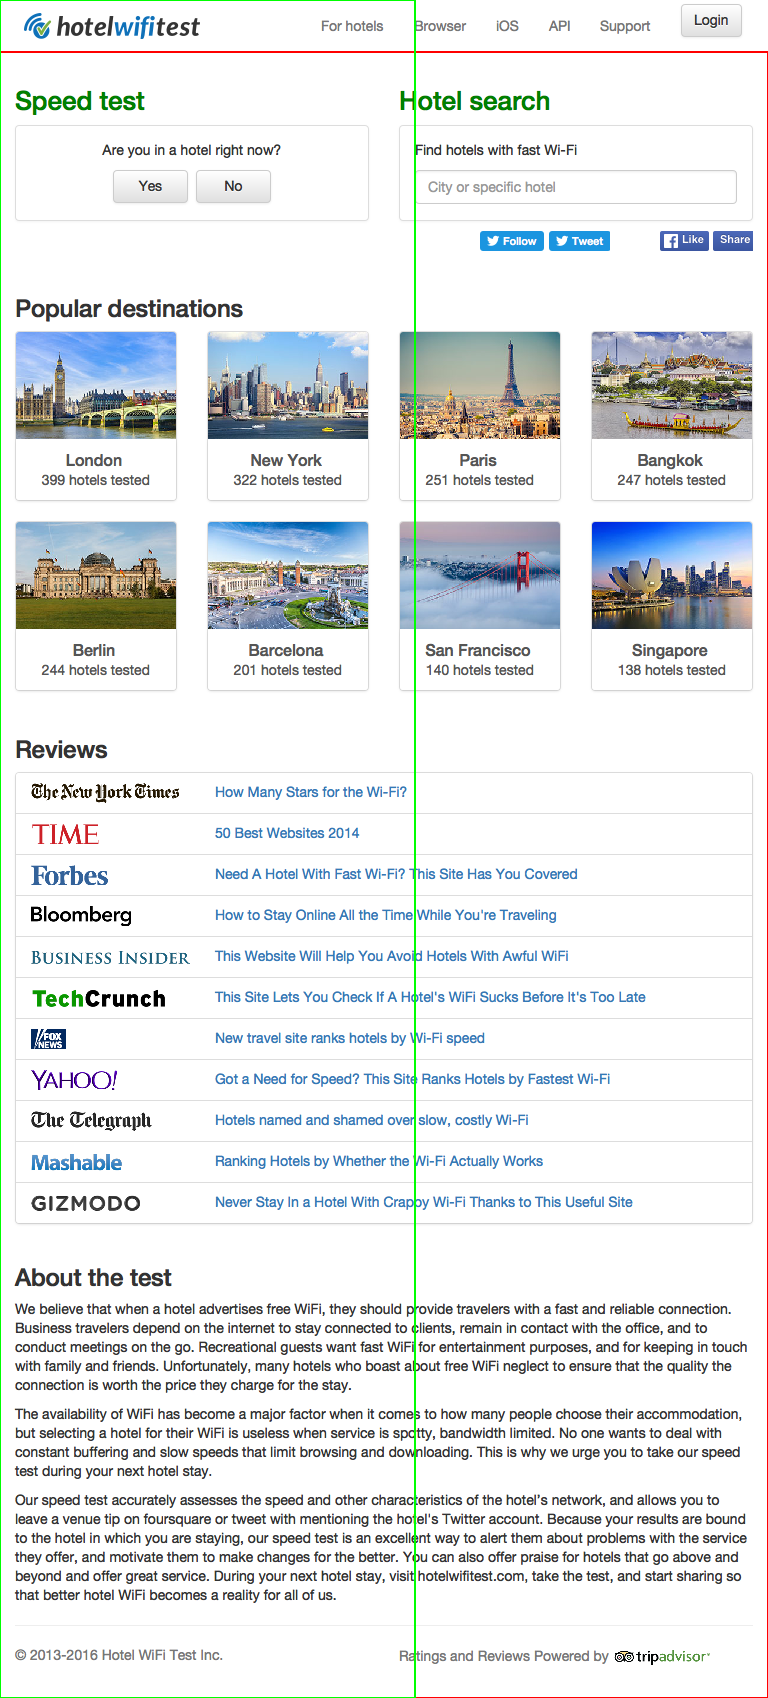 hotelwifitest
For hotels Browser iOS API Support Login
Speed test
Are you in a hotel right now?
Yes No
Hotel search
Find hotels with fast Wi-Fi
City or specific hotel
Follow Tweet Like Share
Popular destinations
London
399 hotels tested
New York
322 hotels tested
Paris
251 hotels tested
Bangkok
247 hotels tested
Berlin
244 hotels tested
Barcelona
201 hotels tested
San Francisco
140 hotels tested
Singapore
138 hotels tested
Reviews
The New York Times How Many Stars for the Wi-Fi?
TIME 50 Best Websites 2014
Forbes Need A Hotel With Fast Wi-Fi? This Site Has You Covered
Bloomberg How to Stay Online All the Time While You're Traveling
BUSINESS INSIDER This Website Will Help You Avoid Hotels With Awful WiFi
TechCrunch This Site Lets You Check If A Hotel's WiFi Sucks Before It's Too Late
FOX NEWS New travel site ranks hotels by Wi-Fi speed
YAHOO! Got a Need for Speed? This Site Ranks Hotels by Fastest Wi-Fi
The Telegraph Hotels named and shamed over slow, costly Wi-Fi
Mashable Ranking Hotels by Whether the Wi-Fi Actually Works
GIZMODO Never Stay In a Hotel With Crappy Wi-Fi Thanks to This Useful Site
About the test
We believe that when a hotel advertises free WiFi, they should provide travelers with a fast and reliable connection.
Business travelers depend on the internet to stay connected to clients, remain in contact with the office, and to
conduct meetings on the go. Recreational guests want fast WiFi for entertainment purposes, and for keeping in touch
with family and friends. Unfortunately, many hotels who boast about free WiFi neglect to ensure that the quality the
connection is worth the price they charge for the stay.
The availability of WiFi has become a major factor when it comes to how many people choose their accommodation,
but selecting a hotel for their WiFi is useless when service is spotty, bandwidth limited. No one wants to deal with
constant buffering and slow speeds that limit browsing and downloading. This is why we urge you to take our speed
test during your next hotel stay.
Our speed test accurately assesses the speed and other characteristics of the hotel's network, and allows you to
leave a venue tip on foursquare or tweet with mentioning the hotel's Twitter account. Because your results are bound
to the hotel in which you are staying, our speed test is an excellent way to alert them about problems with the service
they offer, and motivate them to make changes for the better. You can also offer praise for hotels that go above and
beyond and offer great service. During your next hotel stay, visit hotelwifitest.com, take the test, and start sharing so
that better hotel WiFi becomes a reality for all of us.
© 2013-2016 Hotel WiFi Test Inc. Ratings and Reviews Powered by tripadvisor